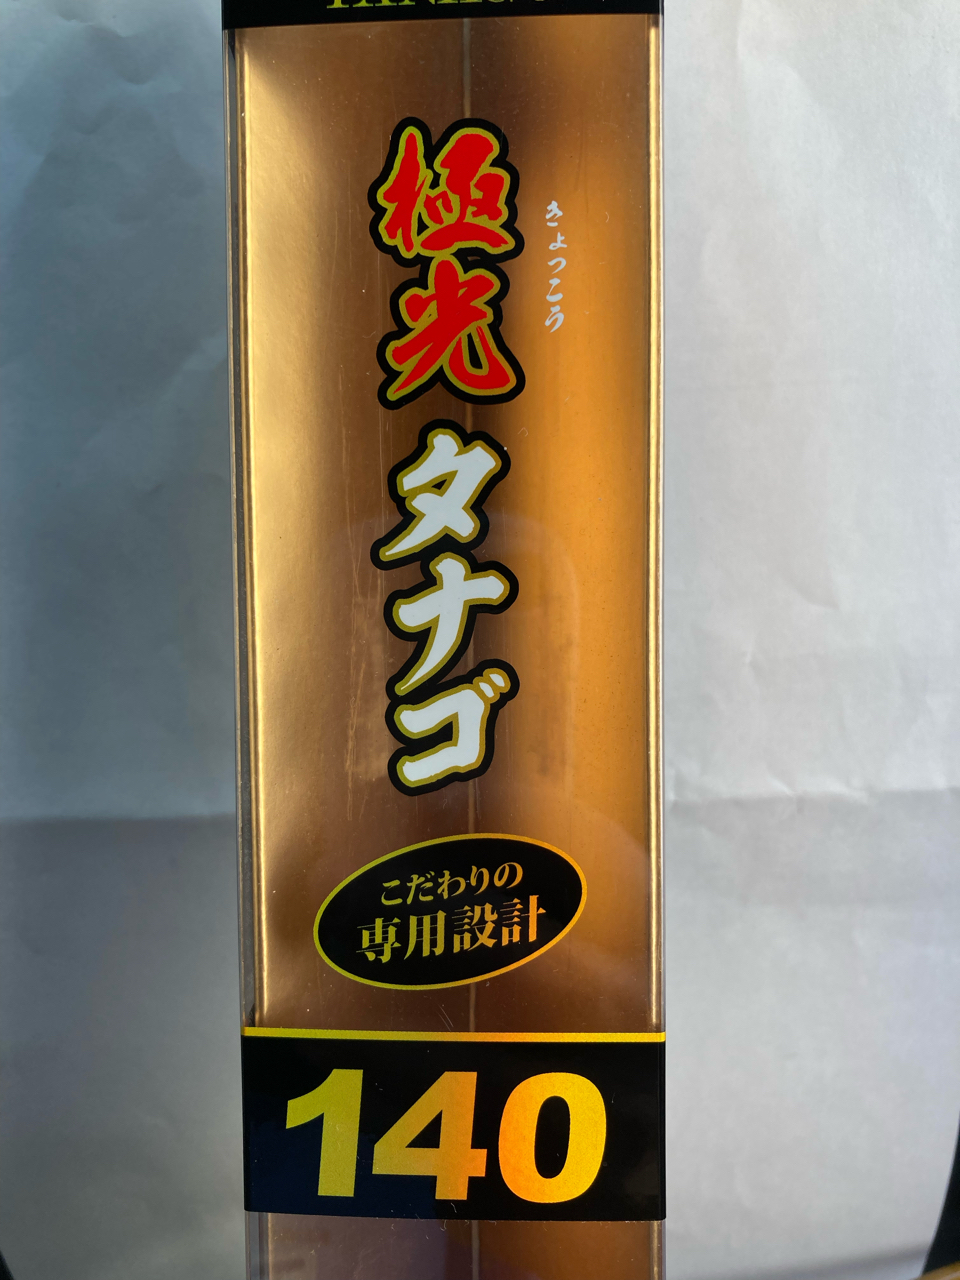 極光
きょっこう
タナゴ
こだわりの
専用設計
140